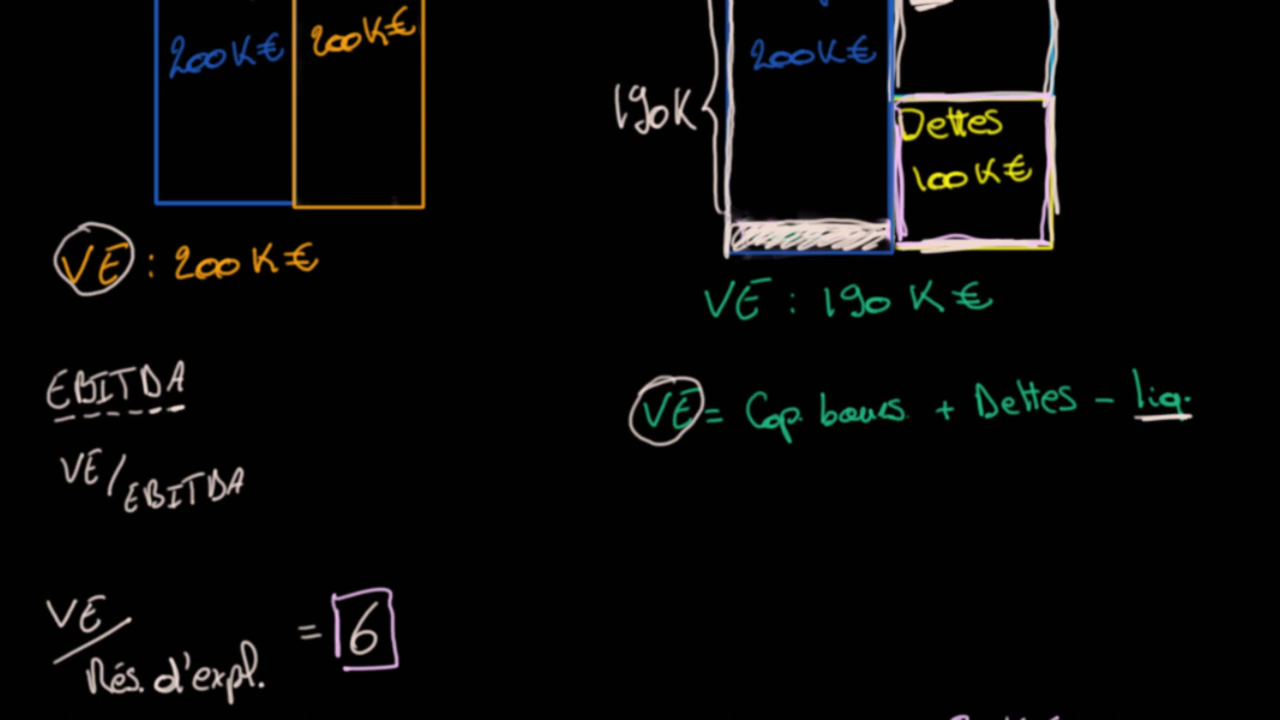 200K€
200K€
VE : 200K€
EBITDA
VE/EBITDA
VE/Rés. d'expl. = 6
200K€
190K
Dettes
100K€
VE : 190 K€
VE = Cap. bours. + Dettes - liq.